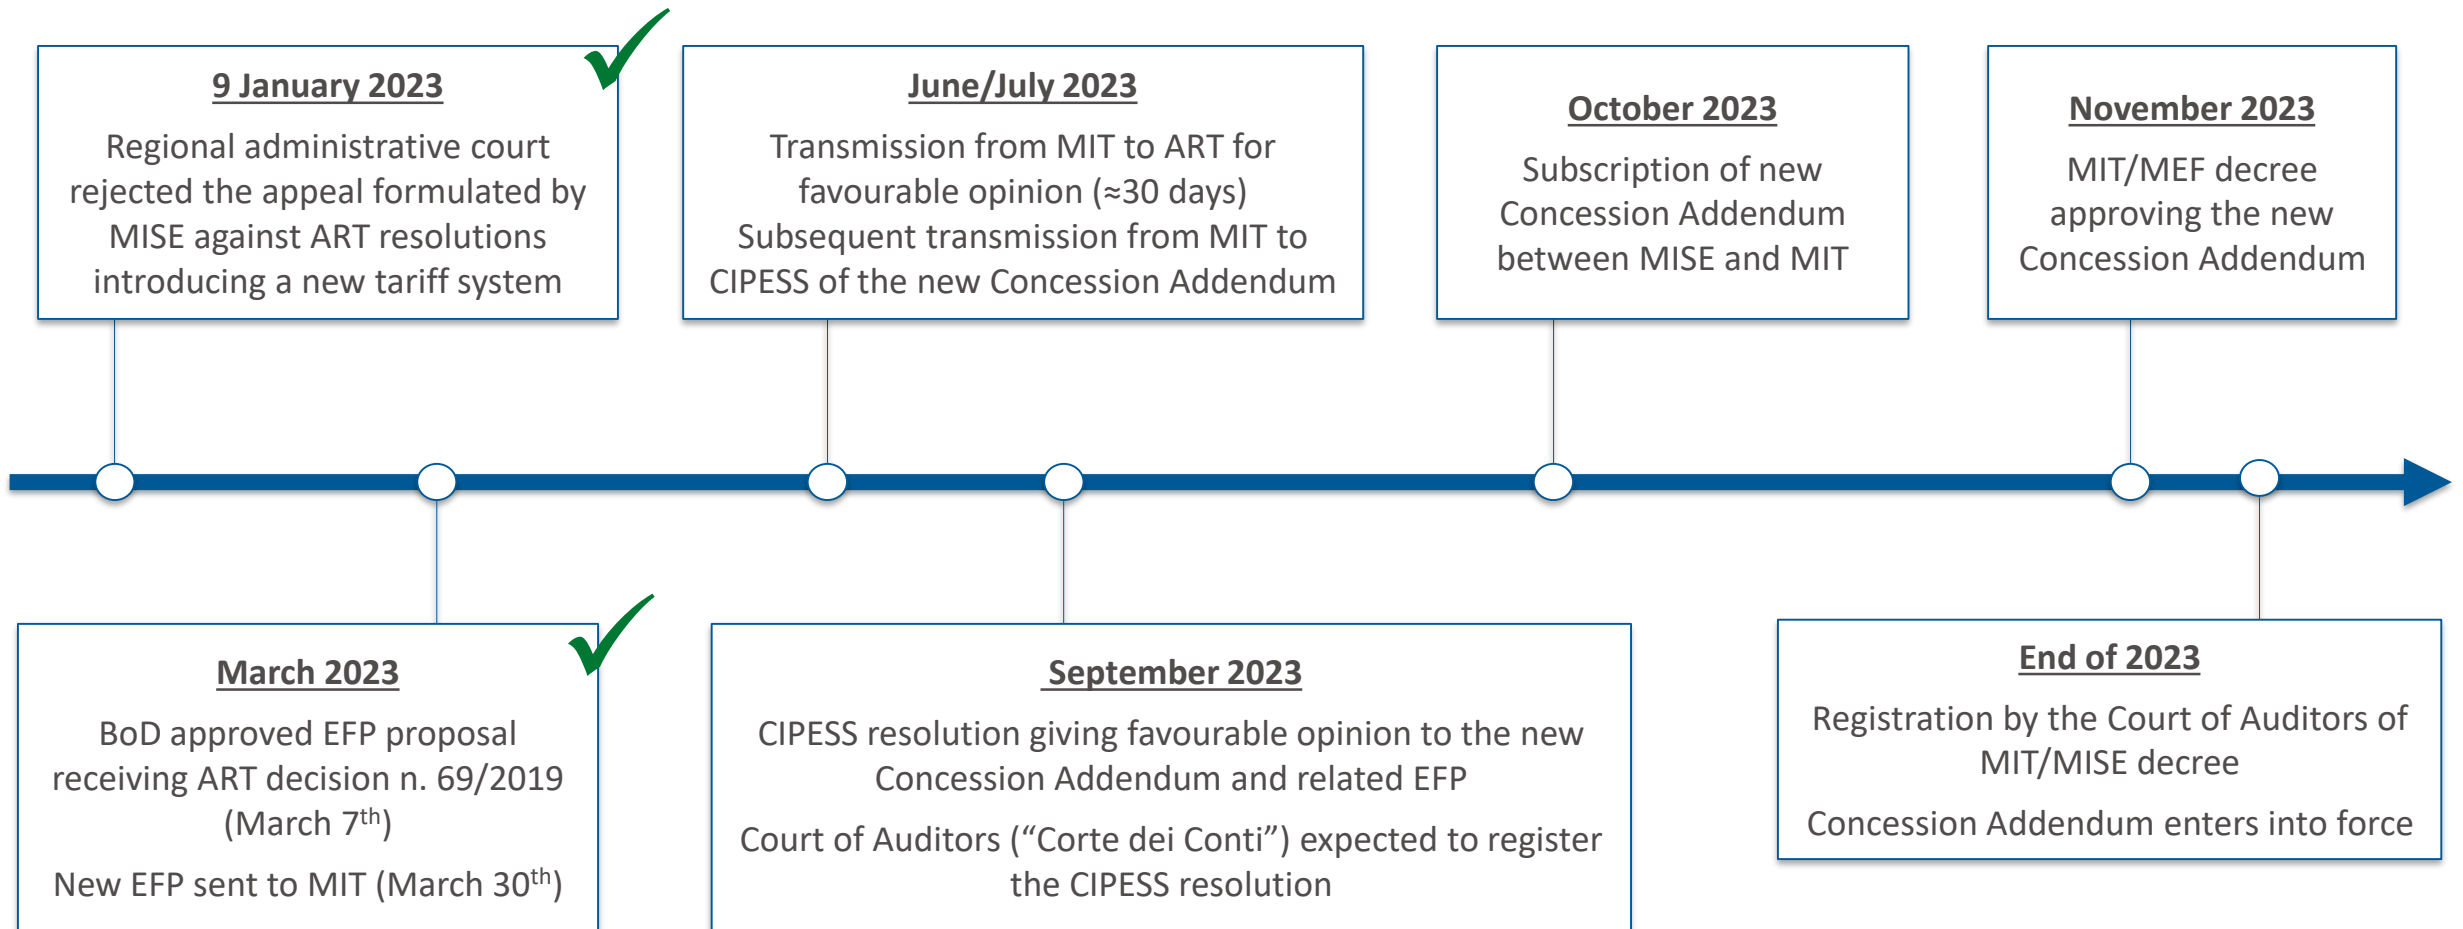 9 January 2023
Regional administrative court
rejected the appeal formulated by
MISE against ART resolutions
introducing a new tariff system
June/July 2023
Transmission from MIT to ART for
favourable opinion (≈30 days)
Subsequent transmission from MIT to
CIPESS of the new Concession Addendum
October 2023
Subscription of new
Concession Addendum
between MISE and MIT
November 2023
MIT/MEF decree
approving the new
Concession Addendum
March 2023
BoD approved EFP proposal
receiving ART decision n. 69/2019
(March 7th)
New EFP sent to MIT (March 30th)
September 2023
CIPESS resolution giving favourable opinion to the new
Concession Addendum and related EFP
Court of Auditors (“Corte dei Conti”) expected to register
the CIPESS resolution
End of 2023
Registration by the Court of Auditors of
MIT/MISE decree
Concession Addendum enters into force